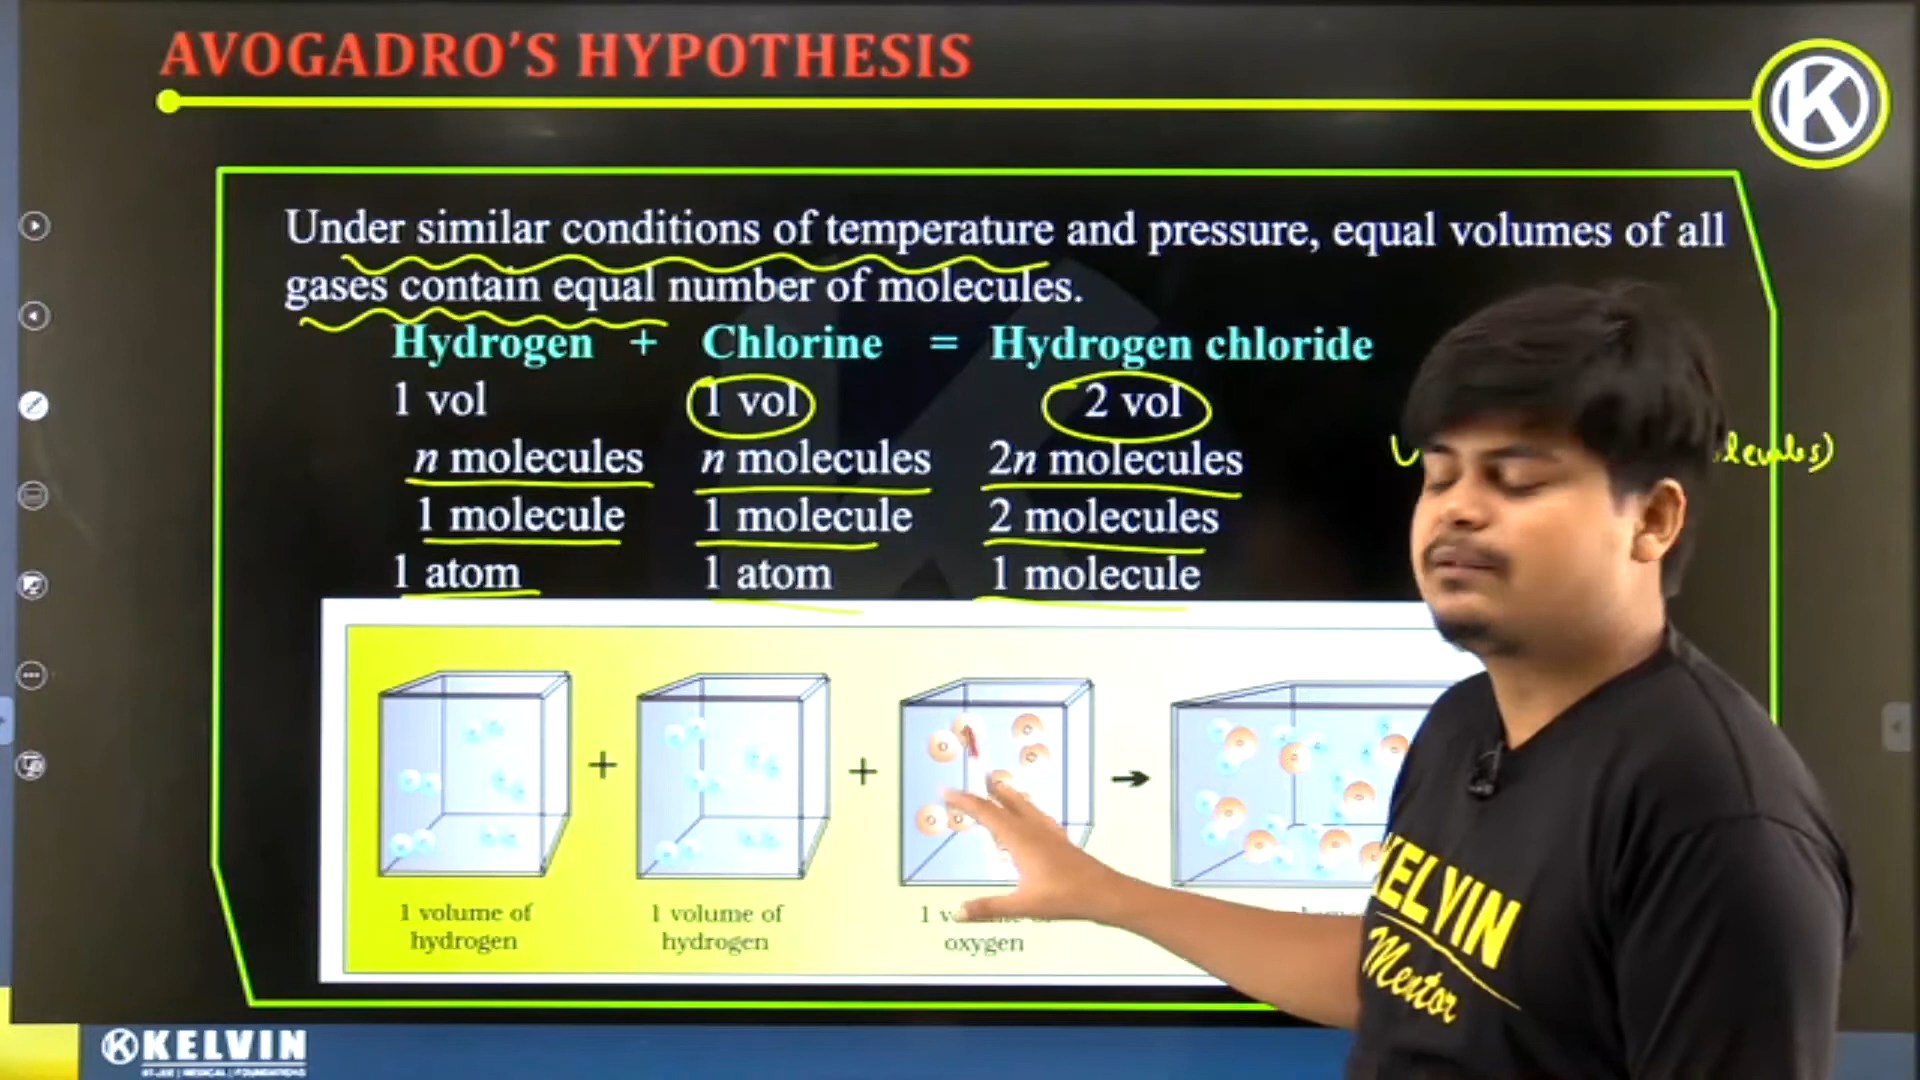 AVOGADRO'S HYPOTHESIS
K
Under similar conditions of temperature and pressure, equal volumes of all
gases contain equal number of molecules.
Hydrogen + Chlorine = Hydrogen chloride
1 vol 1 vol 2 vol
n molecules n molecules 2n molecules
1 molecule 1 molecule 2 molecules
1 atom 1 atom 1 molecule
+ + →
1 volume of
hydrogen
1 volume of
hydrogen
1
oxygen
KELVIN
Mentor
KELVIN